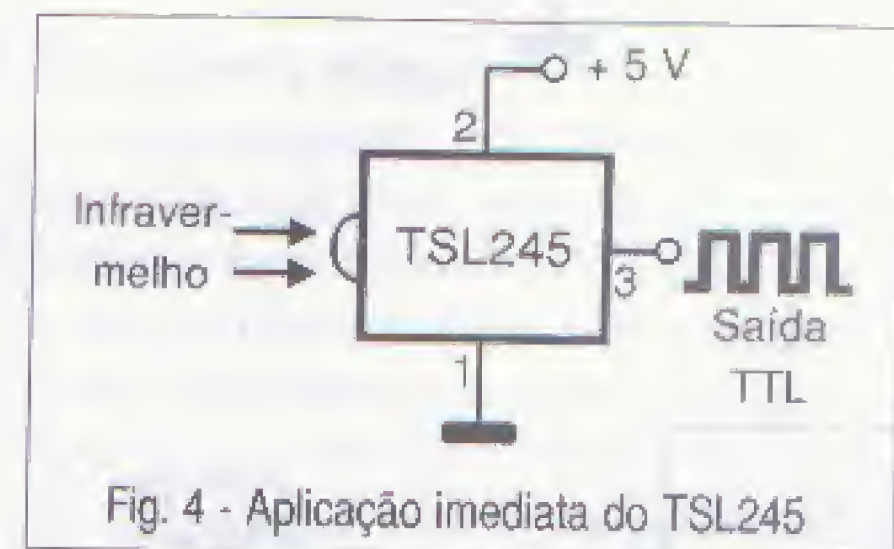 + 5 V
2
Infraver-
melho
TSL245
3
Saída
TTL
1
Fig. 4 - Aplicação imediata do TSL245